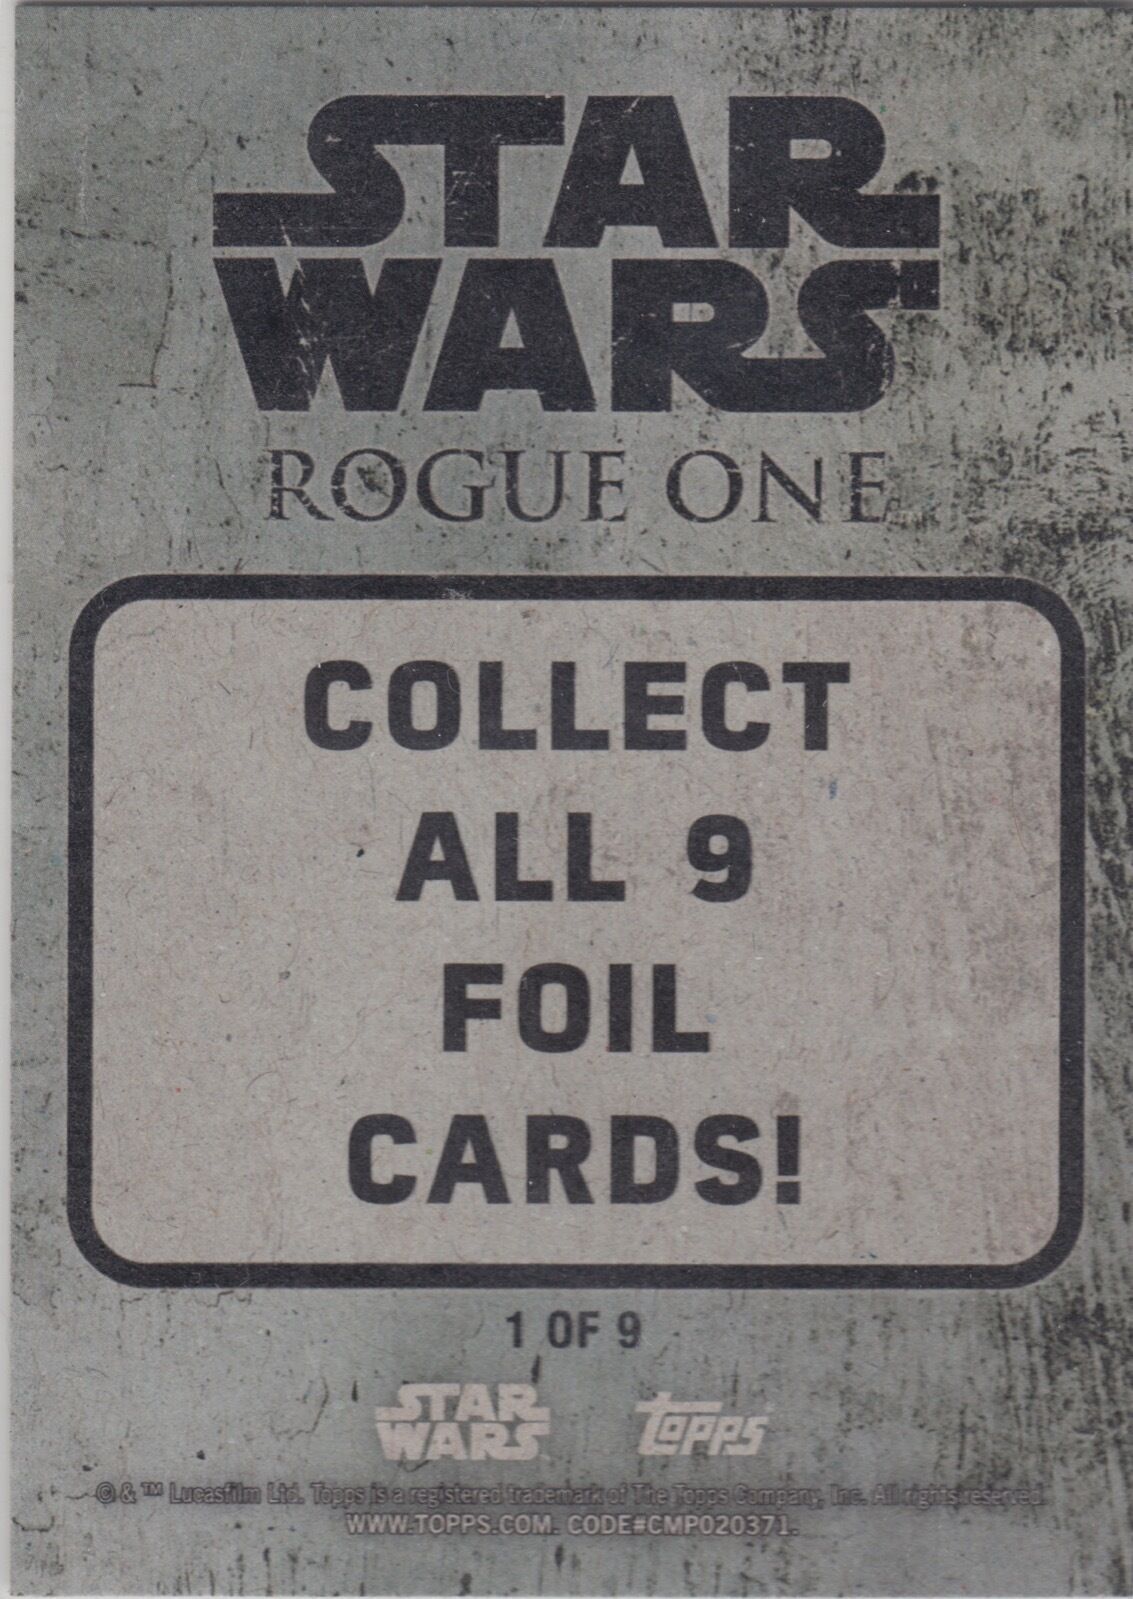 STAR
WARS
ROGUE ONE
COLLECT
ALL 9
FOIL
CARDS!
1 OF 9
STAR
WARS
topps
© & ™ Lucasfilm Ltd. Topps is a registered trademark of The Topps Company, Inc. All rights reserved.
WWW.TOPPS.COM. CODE#CMP020371.